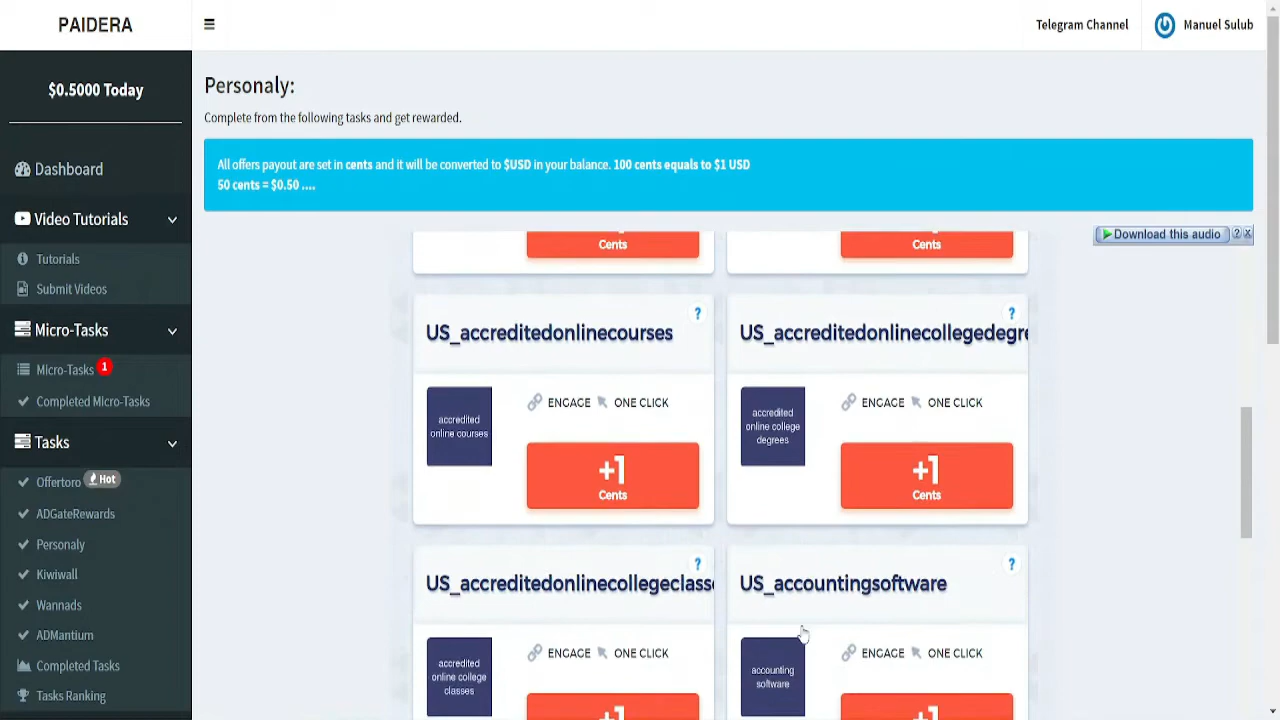 PAIDERA
☰
Telegram Channel
Manuel Sulub
$0.5000 Today
Dashboard
Video Tutorials
Tutorials
Submit Videos
Micro-Tasks
Micro-Tasks 1
Completed Micro-Tasks
Tasks
Offertoro Hot
ADGateRewards
Personaly
Kiwiwall
Wannads
ADMantium
Completed Tasks
Tasks Ranking
Personaly:
Complete from the following tasks and get rewarded.
All offers payout are set in cents and it will be converted to $USD in your balance. 100 cents equals to $1 USD
50 cents = $0.50 ....
Download this audio ? x
Cents
Cents
?
US_accreditedonlinecourses
accredited
online courses
ENGAGE ONE CLICK
+1
Cents
?
US_accreditedonlinecollegedegre
accredited
online college
degrees
ENGAGE ONE CLICK
+1
Cents
?
US_accreditedonlinecollegeclasse
accredited
online college
classes
ENGAGE ONE CLICK
+1
?
US_accountingsoftware
accounting
software
ENGAGE ONE CLICK
+1